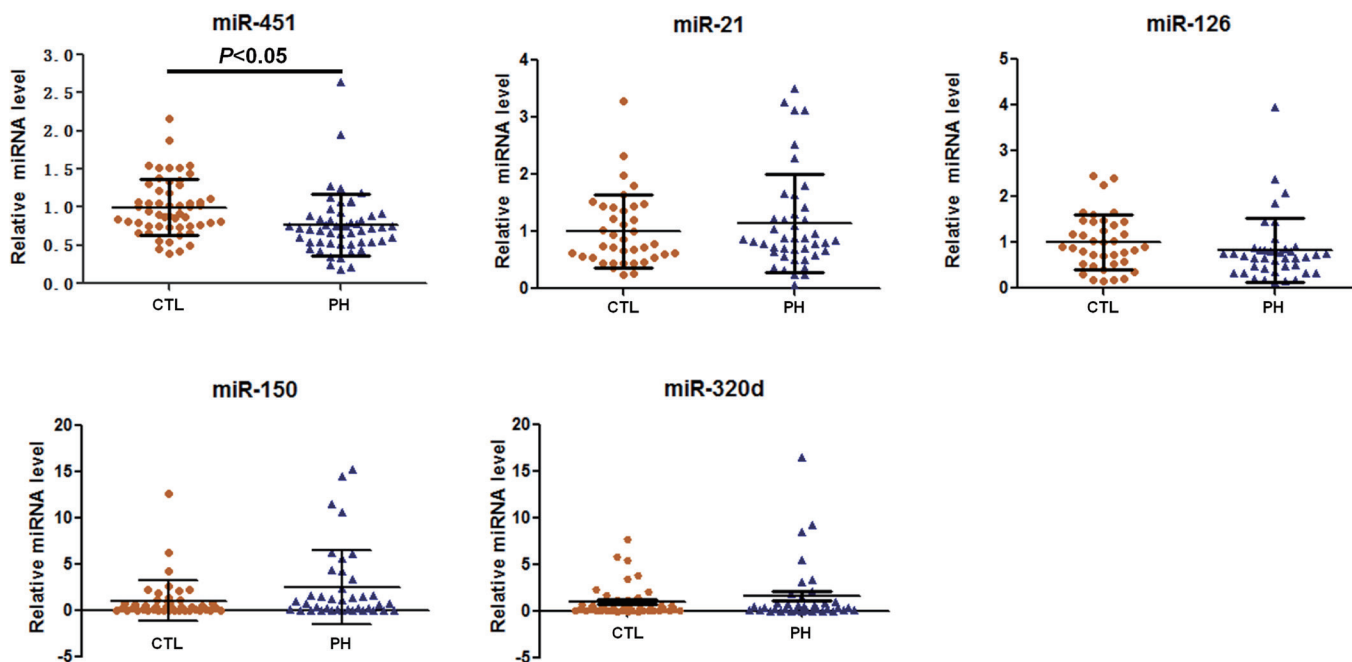 miR-451
P<0.05
Relative miRNA level
3. 0
2. 5
2. 0
1. 5
1. 0
0. 5
0. 0
CTL
PH
miR-21
Relative miRNA level
4
3
2
1
0
CTL
PH
miR-126
Relative miRNA level
5
4
3
2
1
0
CTL
PH
miR-150
Relative miRNA level
20
15
10
5
0
-5
CTL
PH
miR-320d
Relative miRNA level
20
15
10
5
0
-5
CTL
PH